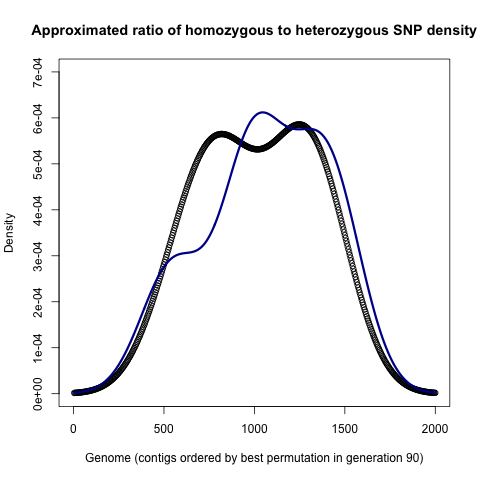 Approximated ratio of homozygous to heterozygous SNP density
7e-04
6e-04
5e-04
4e-04
3e-04
2e-04
1e-04
0e+00
Density
0 500 1000 1500 2000
Genome (contigs ordered by best permutation in generation 90)